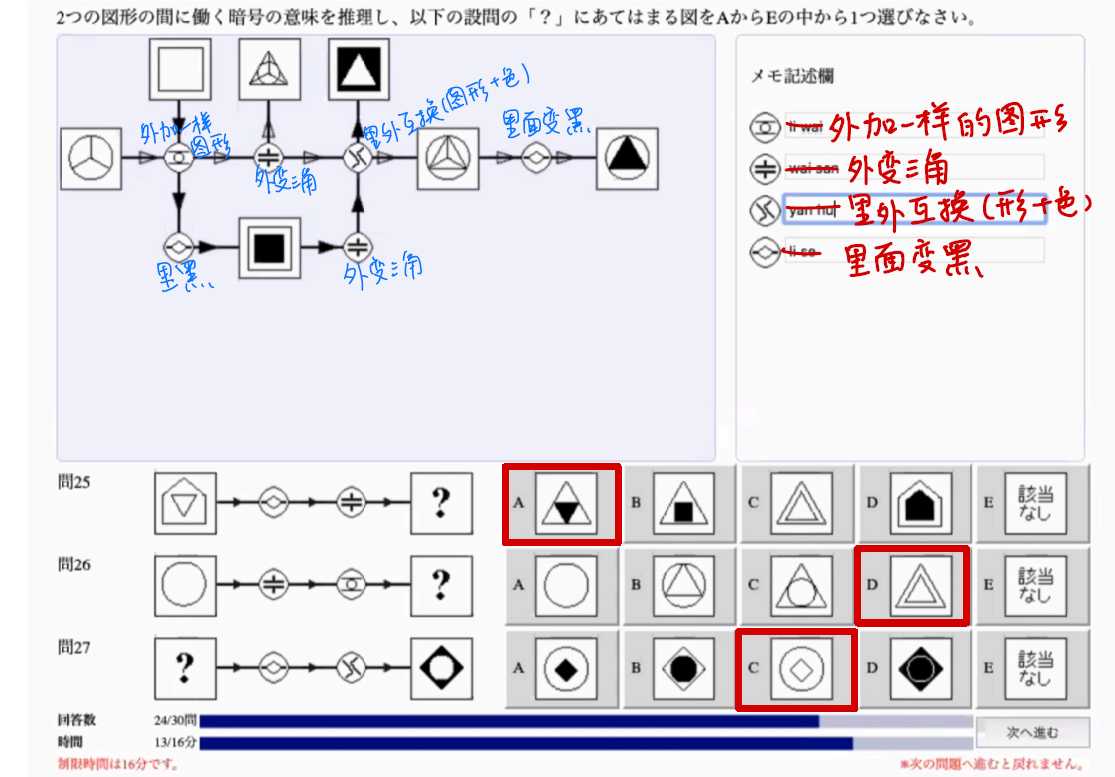 2つの図形の間に働く暗号の意味を推理し、以下の設問の「？」にあてはまる図をAからEの中から1つ選びなさい。
外加一样
图形
外变三角
里外互换(图形+色)
里面变黑
里黑
外变三角
メモ記述欄
li wai 外加一样的图形
wai san 外变三角
yan hu 里外互换(形+色)
li se 里面变黑
問25
?
A
B
C
D
E 該当
なし
問26
?
A
B
C
D
E 該当
なし
問27
?
A
B
C
D
E 該当
なし
回答数 24/30問
時間 13/16分
次へ進む
制限時間は16分です。
※次の問題へ進むと戻れません。